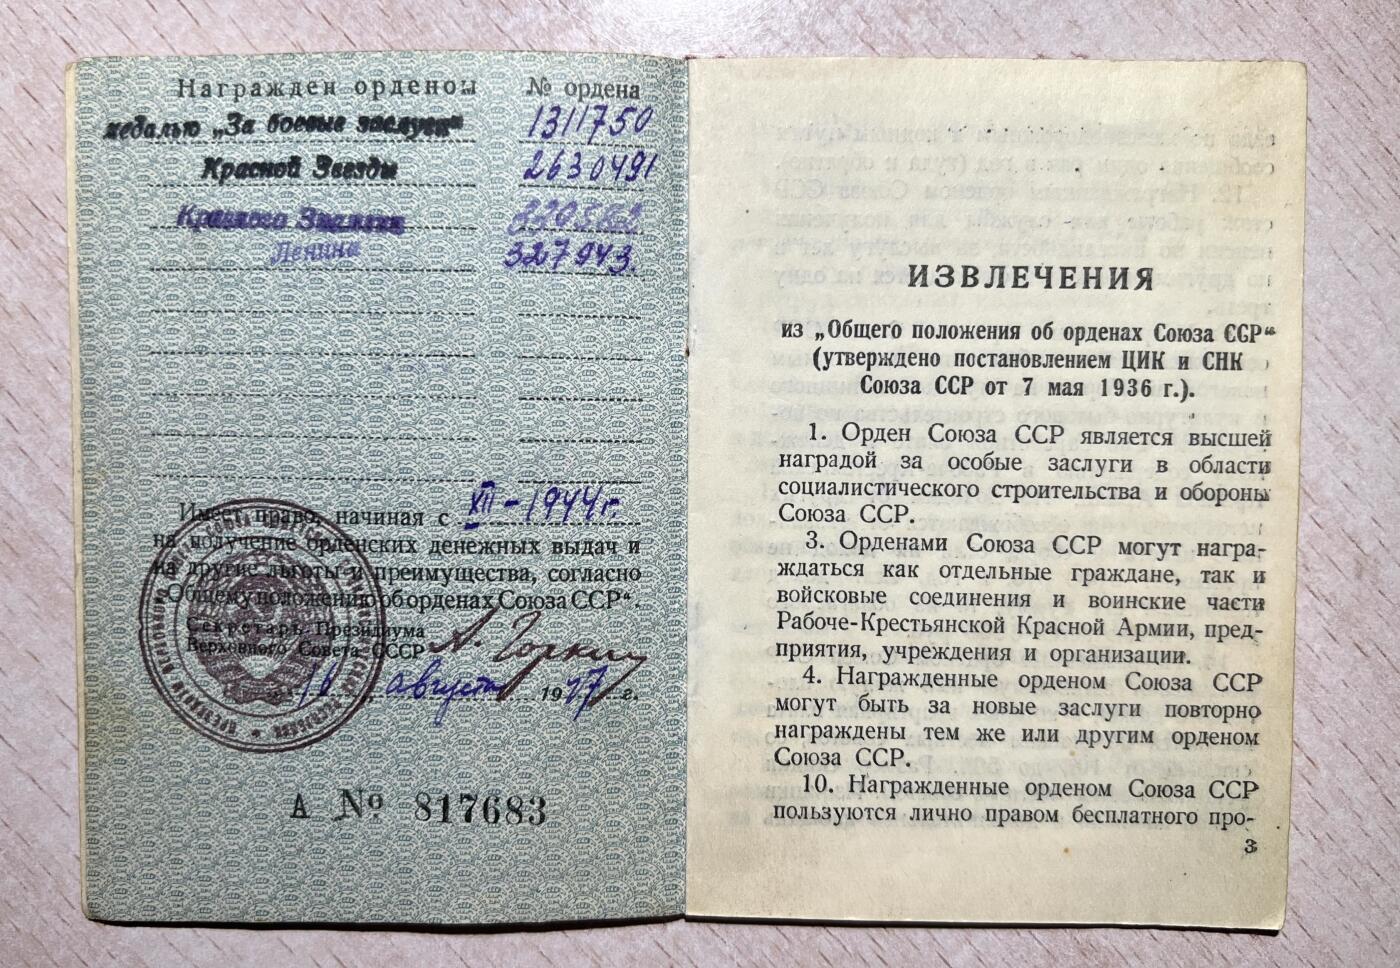 Награжден орденом № ордена
медалью „За боевые заслуги“ 1311750
Красной Звезды 2630491
Красного Знамени
Ленина 327943.
Имеет право, начиная с XII – 1944 г.
на получение орденских денежных выдач и
на другие льготы и преимущества, согласно
„Общему положению об орденах Союза ССР“.
Секретарь Президиума
Верховного Совета СССР А. Горкин
16 августа 1947 г.
А № 817683
ИЗВЛЕЧЕНИЯ
из „Общего положения об орденах Союза ССР“
(утверждено постановлением ЦИК и СНК
Союза ССР от 7 мая 1936 г.).
1. Орден Союза ССР является высшей
наградой за особые заслуги в области
социалистического строительства и обороны
Союза ССР.
3. Орденами Союза ССР могут награ-
ждаться как отдельные граждане, так и
войсковые соединения и воинские части
Рабоче-Крестьянской Красной Армии, пред-
приятия, учреждения и организации.
4. Награжденные орденом Союза ССР
могут быть за новые заслуги повторно
награждены тем же или другим орденом
Союза ССР.
10. Награжденные орденом Союза ССР
пользуются лично правом бесплатного про-
3